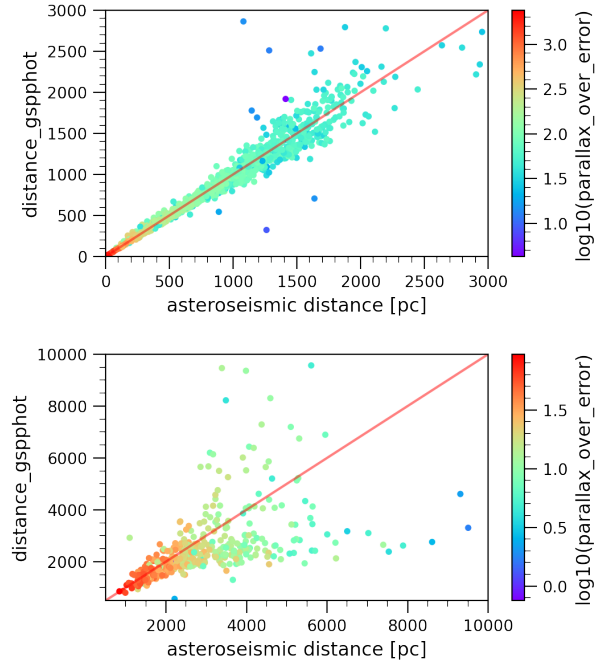 3000
2500
2000
1500
1000
500
0
distance_gspphot
0 500 1000 1500 2000 2500 3000
asteroseismic distance [pc]
3.0
2.5
2.0
1.5
1.0
log10(parallax_over_error)
10000
8000
6000
4000
2000
distance_gspphot
2000 4000 6000 8000 10000
asteroseismic distance [pc]
1.5
1.0
0.5
0.0
log10(parallax_over_error)